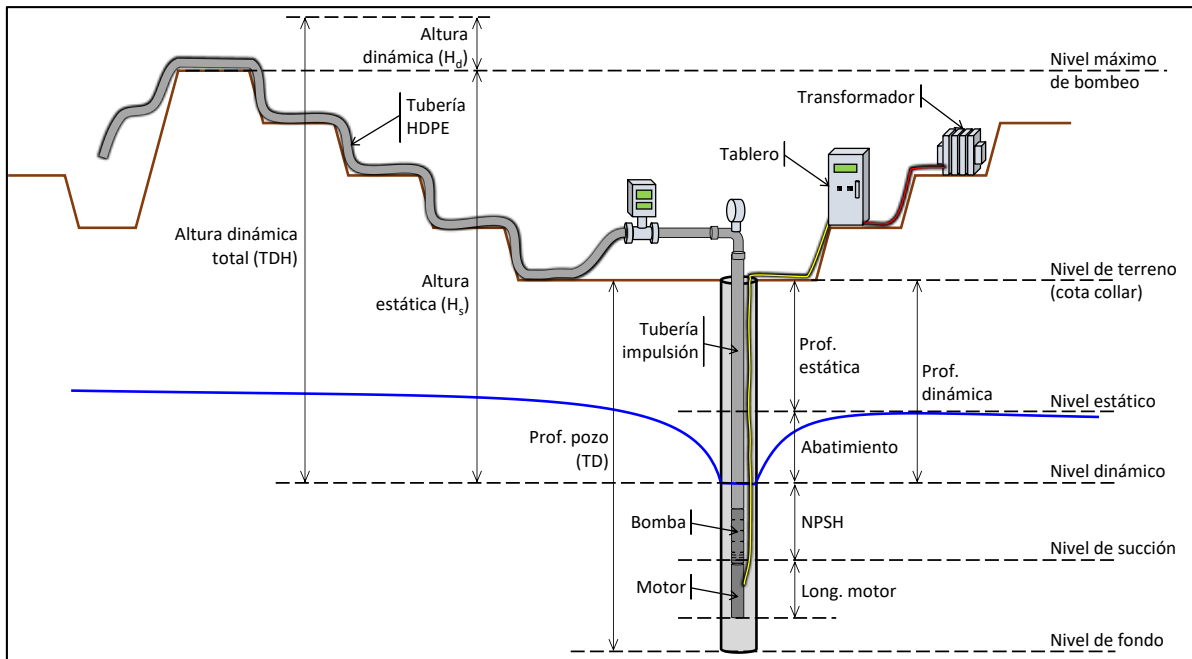 Altura
dinámica (Hd)
Nivel máximo
de bombeo
Transformador
Tubería
HDPE
Tablero
Altura dinámica
total (TDH)
Altura
estática (Hs)
Nivel de terreno
(cota collar)
Tubería
impulsión
Prof.
estática
Prof.
dinámica
Nivel estático
Prof. pozo
(TD)
Abatimiento
Nivel dinámico
Bomba
NPSH
Nivel de succión
Motor
Long. motor
Nivel de fondo